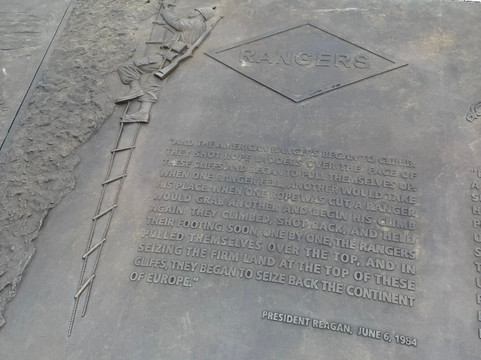 RANGERS
"AND THE AMERICAN RANGERS BEGAN TO CLIMB.
THEY SHOT ROPE LADDERS OVER THE FACE OF
THESE CLIFFS AND BEGAN TO PULL THEMSELVES UP.
WHEN ONE RANGER FELL, ANOTHER WOULD TAKE
HIS PLACE. WHEN ONE ROPE WAS CUT, A RANGER
WOULD GRAB ANOTHER AND BEGIN HIS CLIMB
AGAIN. THEY CLIMBED, SHOT BACK, AND HELD
THEIR FOOTING. SOON, ONE BY ONE, THE RANGERS
PULLED THEMSELVES OVER THE TOP, AND IN
SEIZING THE FIRM LAND AT THE TOP OF THESE
CLIFFS, THEY BEGAN TO SEIZE BACK THE CONTINENT
OF EUROPE."
PRESIDENT REAGAN, JUNE 6, 1984